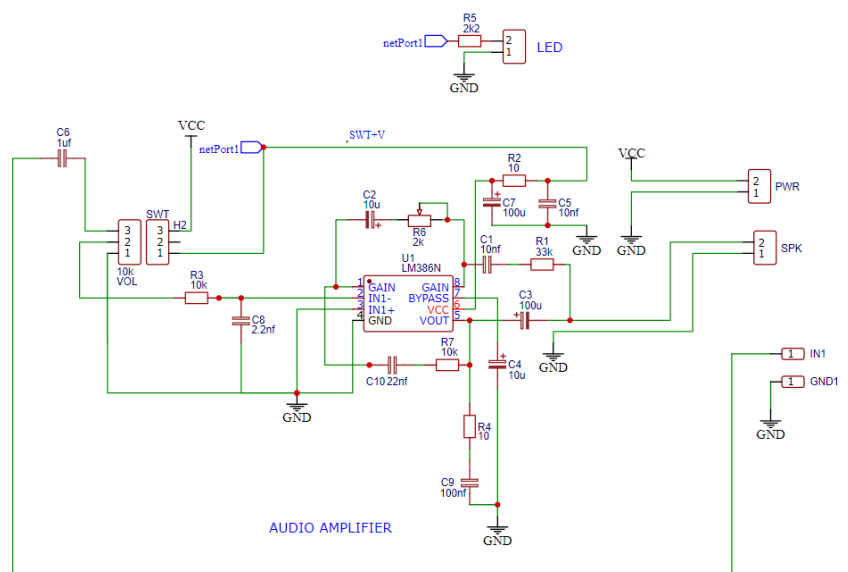 R5
2k2
netPort1
2
1
LED
GND
C6
1uf
VCC
netPort1
SWT+V
R2
10
VCC
C7
100u
C5
10nf
2
1
PWR
GND
GND
C2
10u
R6
2k
SWT
H2
3
2
1
3
2
1
10k
VOL
C1
10nf
R1
33k
2
1
SPK
U1
LM386N
R3
10k
1
2
3
4
GAIN
IN1-
IN1+
GND
GAIN
BYPASS
VCC
VOUT
8
7
6
5
C3
100u
C8
2.2nf
R7
10k
C10
22nf
GND
C4
10u
GND
1
IN1
1
GND1
GND
R4
10
C9
100nf
GND
AUDIO AMPLIFIER